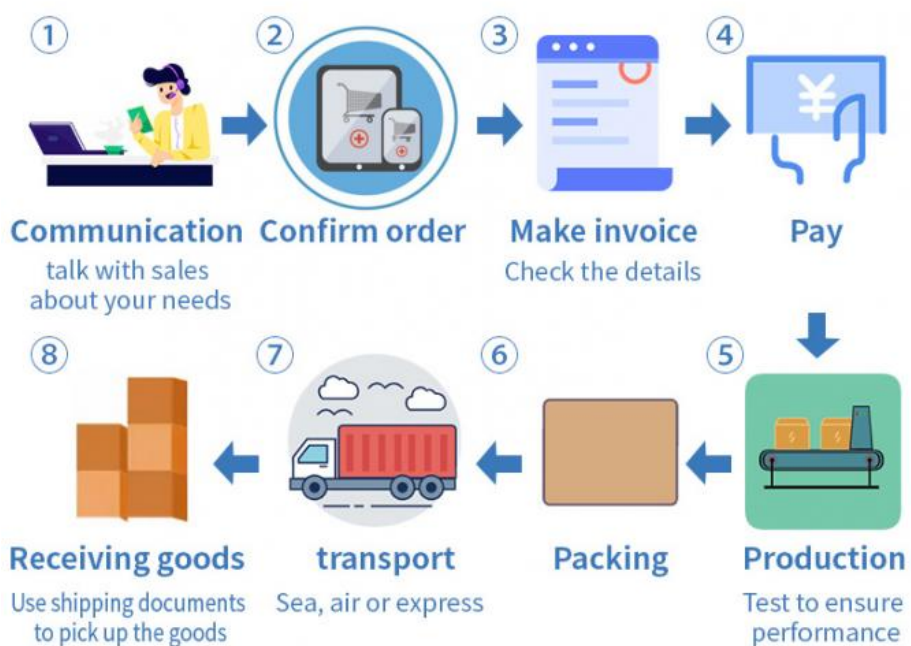 1
Communication
talk with sales
about your needs
2
Confirm order
3
Make invoice
Check the details
4
¥
Pay
5
Production
Test to ensure
performance
6
Packing
7
transport
Sea, air or express
8
Receiving goods
Use shipping documents
to pick up the goods